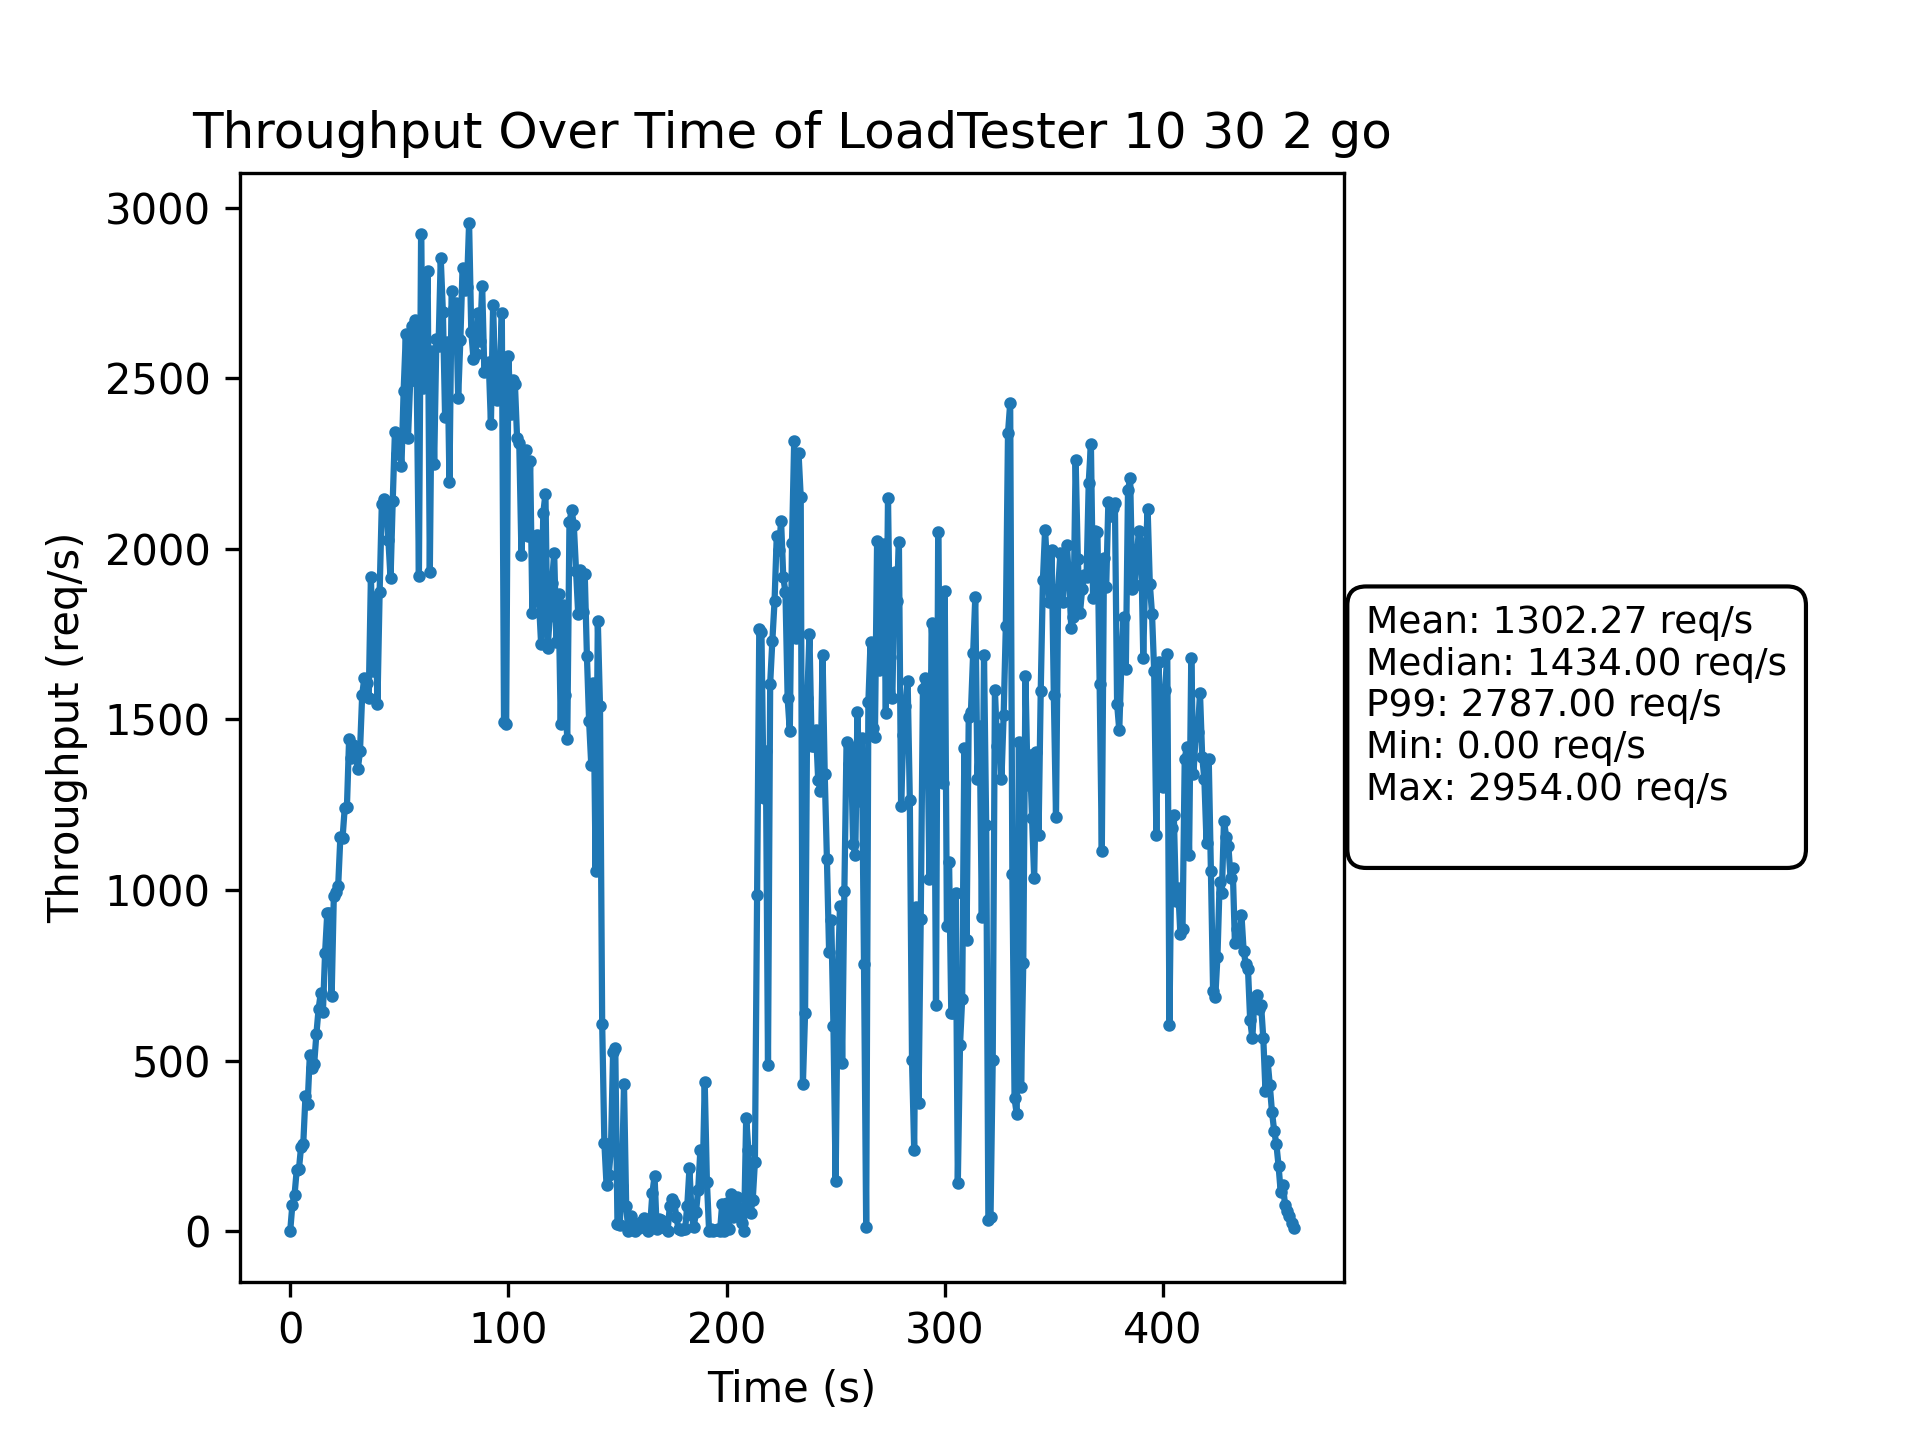 Throughput Over Time of LoadTester 10 30 2 go
3000
2500
2000
1500
1000
500
0
Throughput (req/s)
0 100 200 300 400
Time (s)
Mean: 1302.27 req/s
Median: 1434.00 req/s
P99: 2787.00 req/s
Min: 0.00 req/s
Max: 2954.00 req/s